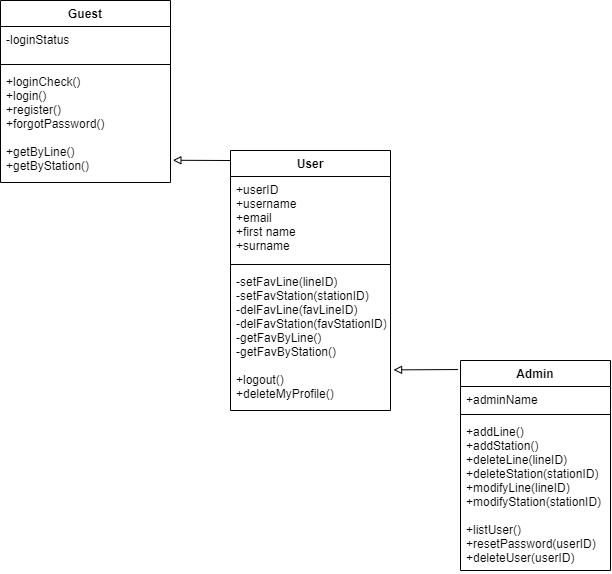 Guest
-loginStatus
+loginCheck()
+login()
+register()
+forgotPassword()
+getByLine()
+getByStation()
User
+userID
+username
+email
+first name
+surname
-setFavLine(lineID)
-setFavStation(stationID)
-delFavLine(favLineID)
-delFavStation(favStationID)
-getFavByLine()
-getFavByStation()
+logout()
+deleteMyProfile()
Admin
+adminName
+addLine()
+addStation()
+deleteLine(lineID)
+deleteStation(stationID)
+modifyLine(lineID)
+modifyStation(stationID)
+listUser()
+resetPassword(userID)
+deleteUser(userID)